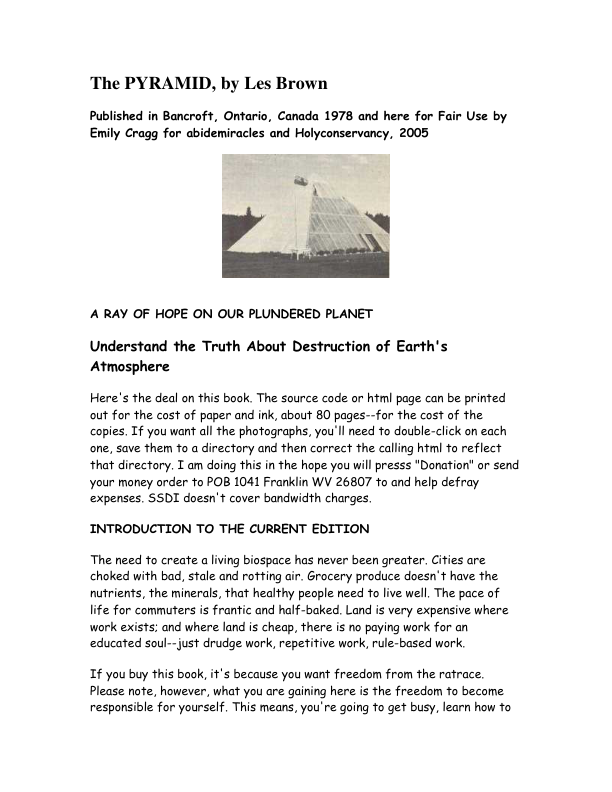 The PYRAMID, by Les Brown
Published in Bancroft, Ontario, Canada 1978 and here for Fair Use by
Emily Cragg for abidemiracles and Holyconservancy, 2005
A RAY OF HOPE ON OUR PLUNDERED PLANET
Understand the Truth About Destruction of Earth's
Atmosphere
Here's the deal on this book. The source code or html page can be printed
out for the cost of paper and ink, about 80 pages--for the cost of the
copies. If you want all the photographs, you'll need to double-click on each
one, save them to a directory and then correct the calling html to reflect
that directory. I am doing this in the hope you will presss "Donation" or send
your money order to POB 1041 Franklin WV 26807 to and help defray
expenses. SSDI doesn't cover bandwidth charges.
INTRODUCTION TO THE CURRENT EDITION
The need to create a living biospace has never been greater. Cities are
choked with bad, stale and rotting air. Grocery produce doesn't have the
nutrients, the minerals, that healthy people need to live well. The pace of
life for commuters is frantic and half-baked. Land is very expensive where
work exists; and where land is cheap, there is no paying work for an
educated soul--just drudge work, repetitive work, rule-based work.
If you buy this book, it's because you want freedom from the ratrace.
Please note, however, what you are gaining here is the freedom to become
responsible for yourself. This means, you're going to get busy, learn how to